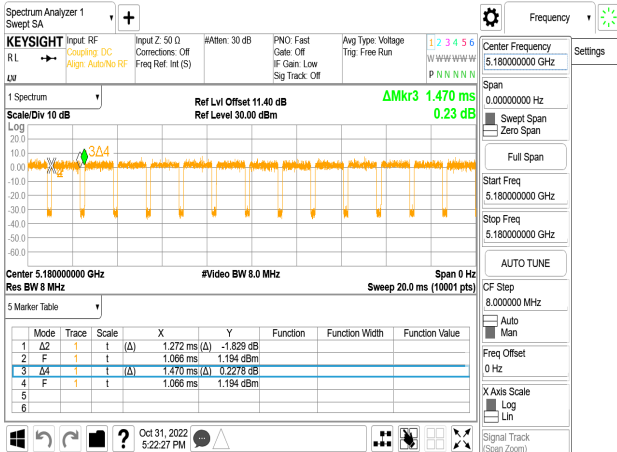 Spectrum Analyzer 1
Swept SA
Frequency
Settings
KEYSIGHT
RL
LXI
Input: RF
Coupling: DC
Align: Auto/No RF
Input Z: 50 Ω
Corrections: Off
Freq Ref: Int (S)
#Atten: 30 dB
PNO: Fast
Gate: Off
IF Gain: Low
Sig Track: Off
Avg Type: Voltage
Trig: Free Run
1 2 3 4 5 6
W W W W W W
P N N N N N
1 Spectrum
Scale/Div 10 dB
Ref Lvl Offset 11.40 dB
Ref Level 30.00 dBm
ΔMkr3 1.470 ms
0.23 dB
Log
20.0
10.0
0.00
-10.0
-20.0
-30.0
-40.0
-50.0
-60.0
3Δ4
Center 5.180000000 GHz
#Video BW 8.0 MHz
Span 0 Hz
Res BW 8 MHz
Sweep 20.0 ms (10001 pts)
5 Marker Table
Mode Trace Scale X Y Function Function Width Function Value
1 Δ2 1 t (Δ) 1.272 ms (Δ) -1.829 dB
2 F 1 t 1.066 ms 1.194 dBm
3 Δ4 1 t (Δ) 1.470 ms (Δ) 0.2278 dB
4 F 1 t 1.066 ms 1.194 dBm
5
6
Oct 31, 2022
5:22:27 PM
Center Frequency
5.180000000 GHz
Span
0.00000000 Hz
Swept Span
Zero Span
Full Span
Start Freq
5.180000000 GHz
Stop Freq
5.180000000 GHz
AUTO TUNE
CF Step
8.000000 MHz
Auto
Man
Freq Offset
0 Hz
X Axis Scale
Log
Lin
Signal Track
(Span Zoom)